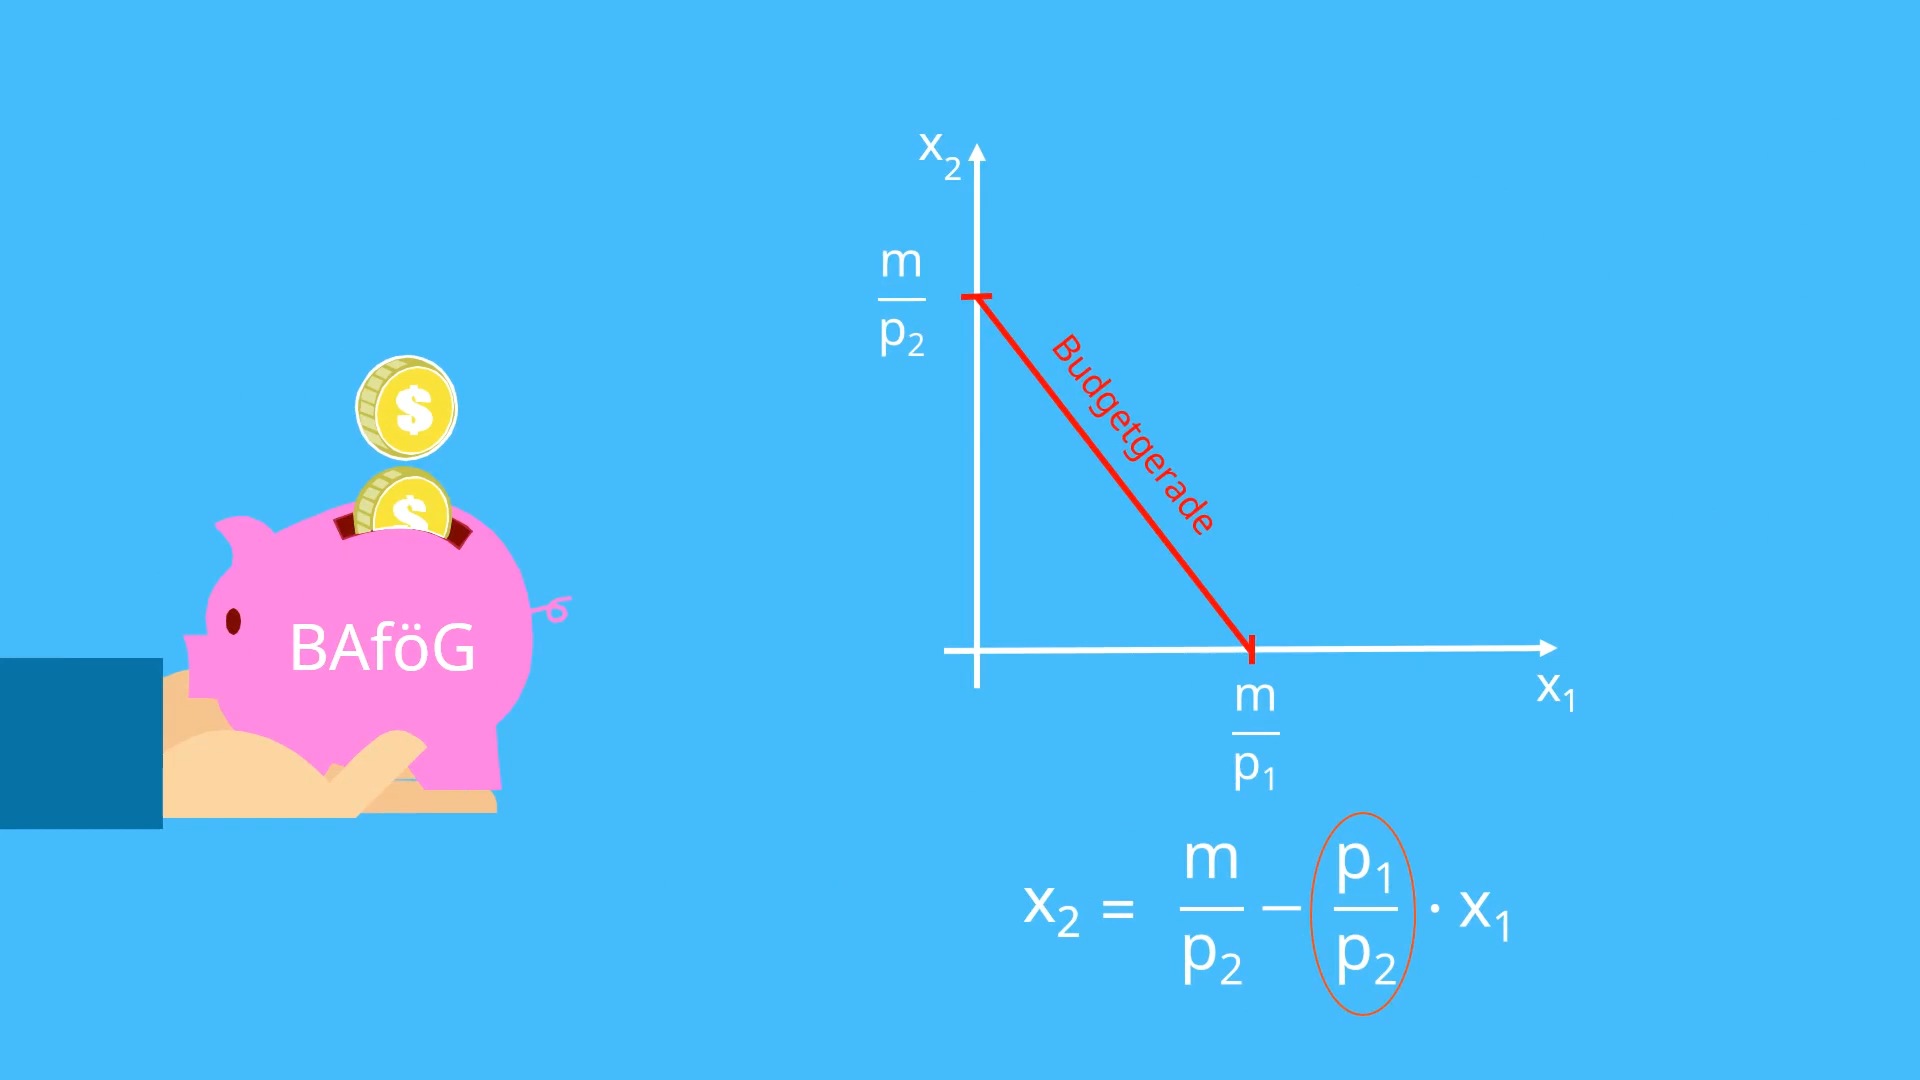 $
$
BAföG
x₂
m
p₂
Budgetgerade
x₁
m
p₁
x₂ = m/p₂ − p₁/p₂ · x₁